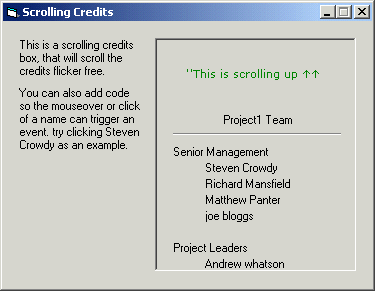 Scrolling Credits
This is a scrolling credits
box, that will scroll the
credits flicker free.
You can also add code
so the mouseover or click
of a name can trigger an
event. try clicking Steven
Crowdy as an example.
"This is scrolling up ↑↑
Project1 Team
Senior Management
Steven Crowdy
Richard Mansfield
Matthew Panter
joe bloggs
Project Leaders
Andrew whatson